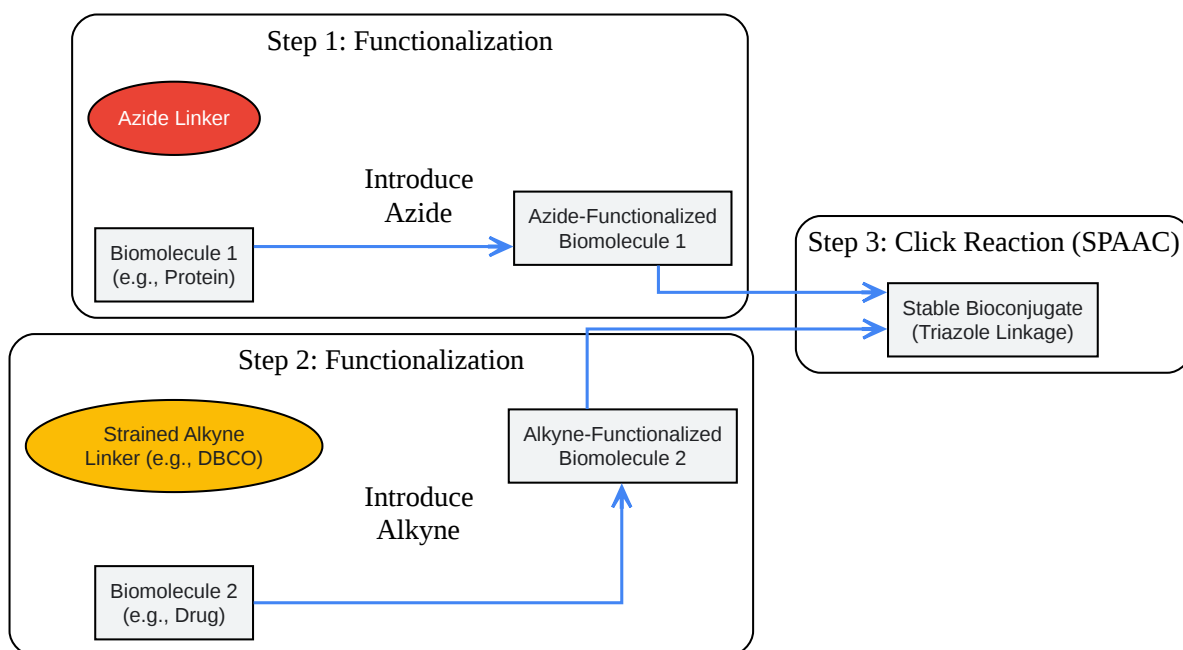 Step 1: Functionalization
Azide Linker
Introduce
Azide
Azide-Functionalized
Biomolecule 1
Biomolecule 1
(e.g., Protein)
Step 3: Click Reaction (SPAAC)
Stable Bioconjugate
(Triazole Linkage)
Step 2: Functionalization
Strained Alkyne
Linker (e.g., DBCO)
Alkyne-Functionalized
Biomolecule 2
Introduce
Alkyne
Biomolecule 2
(e.g., Drug)